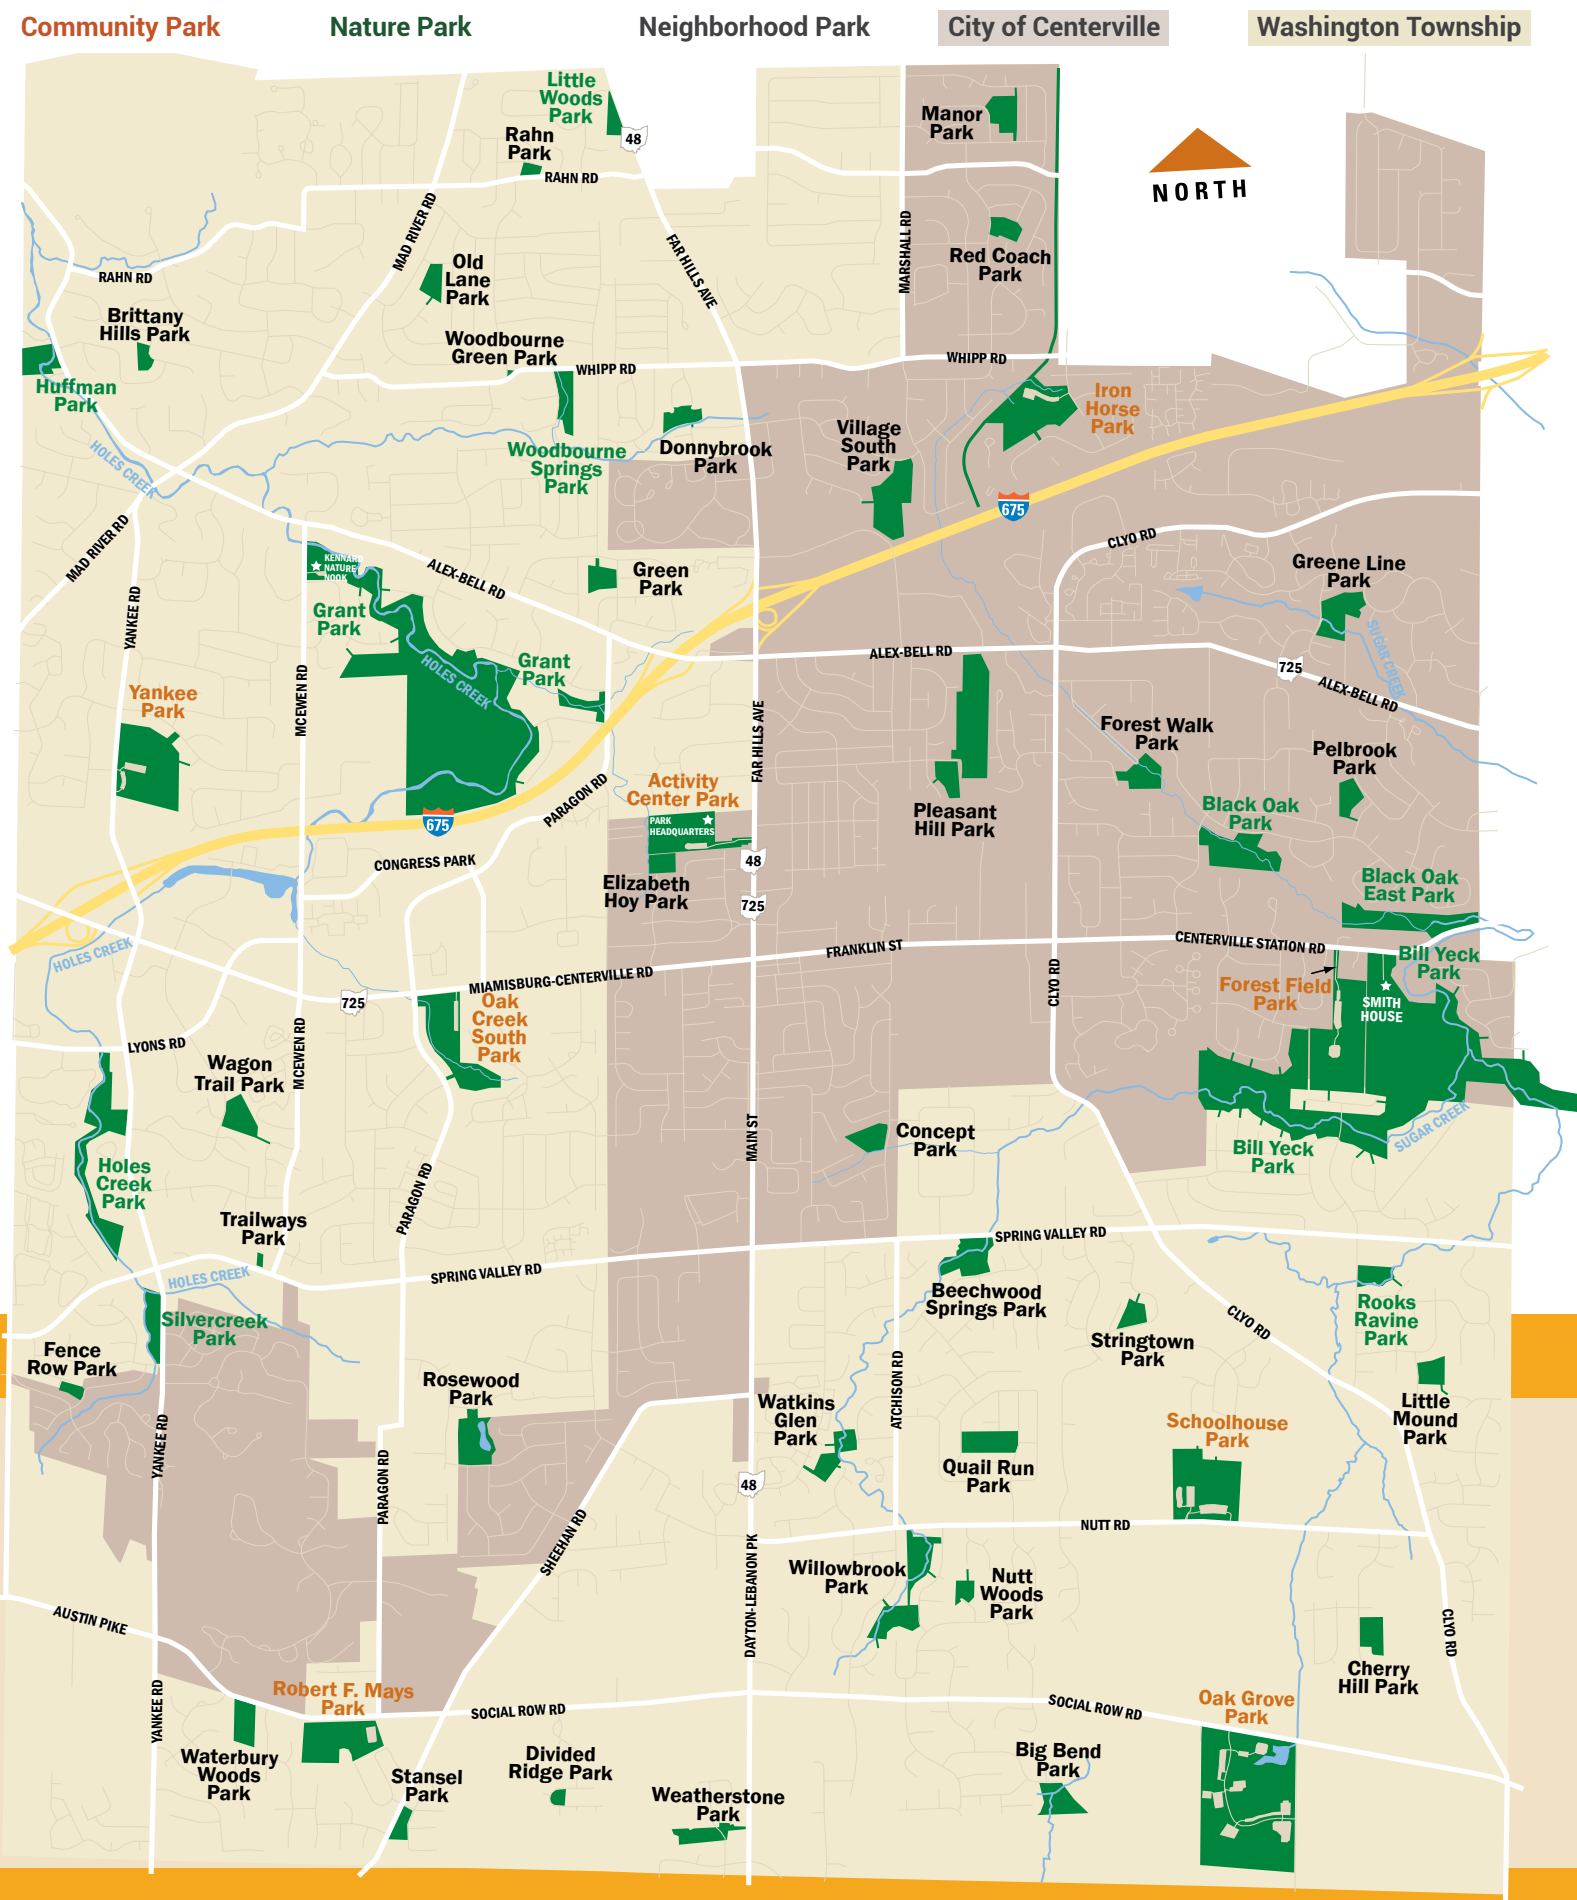 Community Park
Nature Park
Neighborhood Park
City of Centerville
Washington Township
Little
Woods
Park
Rahn
Park
48
RAHN RD
Manor
Park
NORTH
MAD RIVER RD
FAR HILLS AVE
MARSHALL RD
Red Coach
Park
Old
Lane
Park
RAHN RD
Brittany
Hills Park
Woodbourne
Green Park
WHIPP RD
WHIPP RD
Huffman
Park
Iron
Horse
Park
Village
South
Park
HOLES CREEK
Woodbourne
Springs
Park
Donnybrook
Park
675
MAD RIVER RD
CLYO RD
KENNARD
NATURE
NOOK
ALEX-BELL RD
Green
Park
Greene Line
Park
YANKEE RD
Grant
Park
SUGAR CREEK
HOLES CREEK
Grant
Park
ALEX-BELL RD
725
ALEX-BELL RD
Yankee
Park
MCEWEN RD
FAR HILLS AVE
Forest Walk
Park
Pelbrook
Park
Activity
Center Park
PARAGON RD
675
PARK
HEADQUARTERS
Pleasant
Hill Park
Black Oak
Park
48
CONGRESS PARK
Elizabeth
Hoy Park
725
Black Oak
East Park
HOLES CREEK
FRANKLIN ST
CENTERVILLE STATION RD
Bill Yeck
Park
MIAMISBURG-CENTERVILLE RD
725
CLYO RD
Forest Field
Park
SMITH
HOUSE
Oak
Creek
South
Park
LYONS RD
MCEWEN RD
Wagon
Trail Park
MAIN ST
Concept
Park
SUGAR CREEK
Bill Yeck
Park
Holes
Creek
Park
PARAGON RD
Trailways
Park
SPRING VALLEY RD
HOLES CREEK
SPRING VALLEY RD
Beechwood
Springs Park
Silvercreek
Park
Stringtown
Park
CLYO RD
Rooks
Ravine
Park
Fence
Row Park
Rosewood
Park
ATCHISON RD
Watkins
Glen
Park
Little
Mound
Park
Schoolhouse
Park
YANKEE RD
PARAGON RD
Quail Run
Park
48
SHEEHAN RD
NUTT RD
DAYTON-LEBANON PK
Willowbrook
Park
Nutt
Woods
Park
AUSTIN PIKE
CLYO RD
Cherry
Hill Park
YANKEE RD
Robert F. Mays
Park
SOCIAL ROW RD
SOCIAL ROW RD
Oak Grove
Park
Waterbury
Woods
Park
Stansel
Park
Divided
Ridge Park
Big Bend
Park
Weatherstone
Park